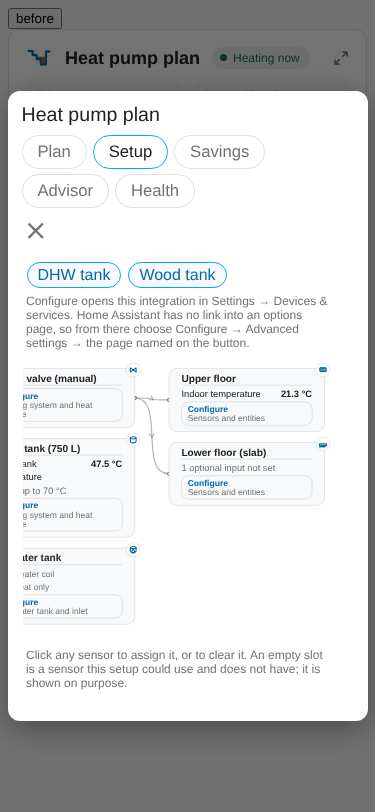 before
Heat pump plan
Heating now
Heat pump plan
Plan
Setup
Savings
Advisor
Health
DHW tank
Wood tank
Configure opens this integration in Settings → Devices &
services. Home Assistant has no link into an options
page, so from there choose Configure → Advanced
settings → the page named on the button.
valve (manual)
gure
g system and heat
e
tank (750 L)
ank 47.5 °C
ature
up to 70 °C
gure
g system and heat
e
ater tank
water coil
eat only
gure
ter tank and inlet
Upper floor
Indoor temperature 21.3 °C
Configure
Sensors and entities
Lower floor (slab)
1 optional input not set
Configure
Sensors and entities
Click any sensor to assign it, or to clear it. An empty slot
is a sensor this setup could use and does not have; it is
shown on purpose.